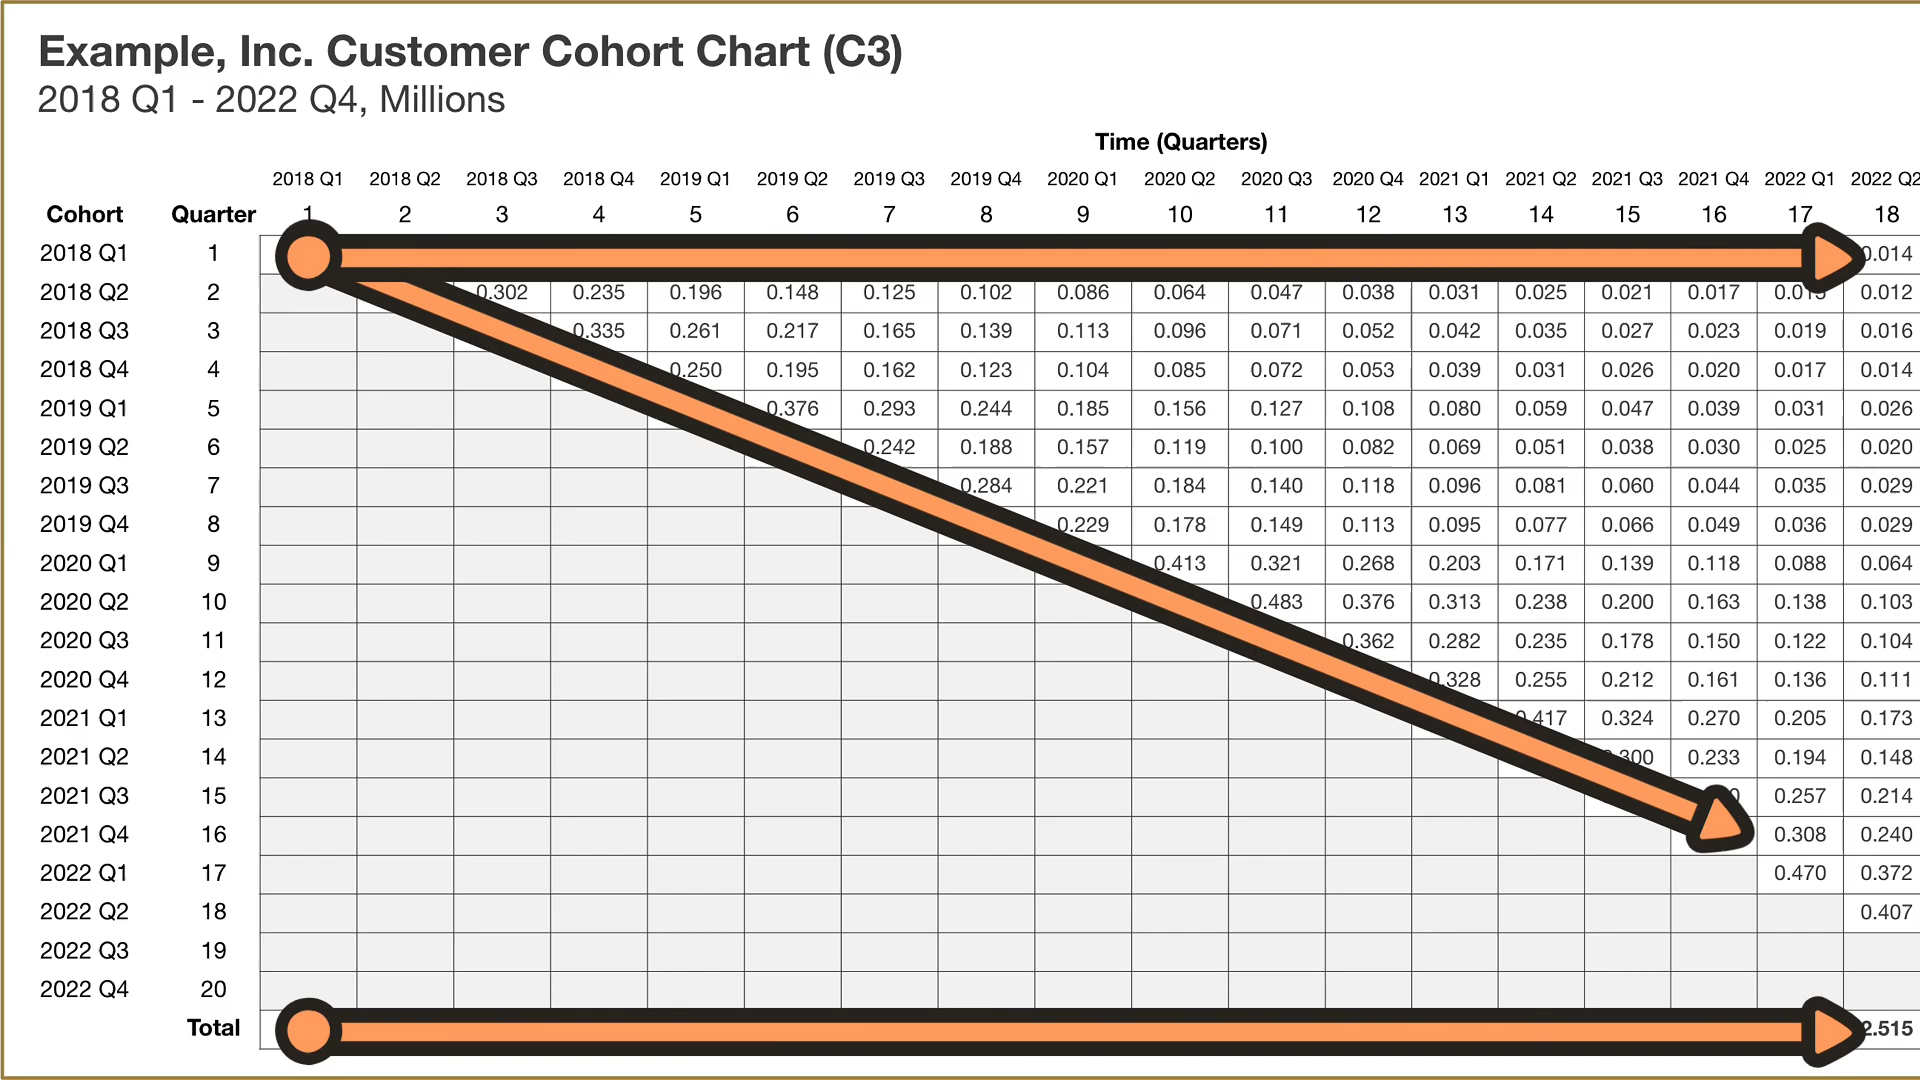 Example, Inc. Customer Cohort Chart (C3)
2018 Q1 - 2022 Q4, Millions
Time (Quarters)
2018 Q1 2018 Q2 2018 Q3 2018 Q4 2019 Q1 2019 Q2 2019 Q3 2019 Q4 2020 Q1 2020 Q2 2020 Q3 2020 Q4 2021 Q1 2021 Q2 2021 Q3 2021 Q4 2022 Q1 2022 Q2
Cohort Quarter 1 2 3 4 5 6 7 8 9 10 11 12 13 14 15 16 17 18
2018 Q1 1 0.014
2018 Q2 2 0.302 0.235 0.196 0.148 0.125 0.102 0.086 0.064 0.047 0.038 0.031 0.025 0.021 0.017 0.015 0.012
2018 Q3 3 0.335 0.261 0.217 0.165 0.139 0.113 0.096 0.071 0.052 0.042 0.035 0.027 0.023 0.019 0.016
2018 Q4 4 0.250 0.195 0.162 0.123 0.104 0.085 0.072 0.053 0.039 0.031 0.026 0.020 0.017 0.014
2019 Q1 5 0.376 0.293 0.244 0.185 0.156 0.127 0.108 0.080 0.059 0.047 0.039 0.031 0.026
2019 Q2 6 0.242 0.188 0.157 0.119 0.100 0.082 0.069 0.051 0.038 0.030 0.025 0.020
2019 Q3 7 0.284 0.221 0.184 0.140 0.118 0.096 0.081 0.060 0.044 0.035 0.029
2019 Q4 8 0.229 0.178 0.149 0.113 0.095 0.077 0.066 0.049 0.036 0.029
2020 Q1 9 0.413 0.321 0.268 0.203 0.171 0.139 0.118 0.088 0.064
2020 Q2 10 0.483 0.376 0.313 0.238 0.200 0.163 0.138 0.103
2020 Q3 11 0.362 0.282 0.235 0.178 0.150 0.122 0.104
2020 Q4 12 0.328 0.255 0.212 0.161 0.136 0.111
2021 Q1 13 0.417 0.324 0.270 0.205 0.173
2021 Q2 14 0.300 0.233 0.194 0.148
2021 Q3 15 0.257 0.214
2021 Q4 16 0.308 0.240
2022 Q1 17 0.470 0.372
2022 Q2 18 0.407
2022 Q3 19
2022 Q4 20
Total 2.515